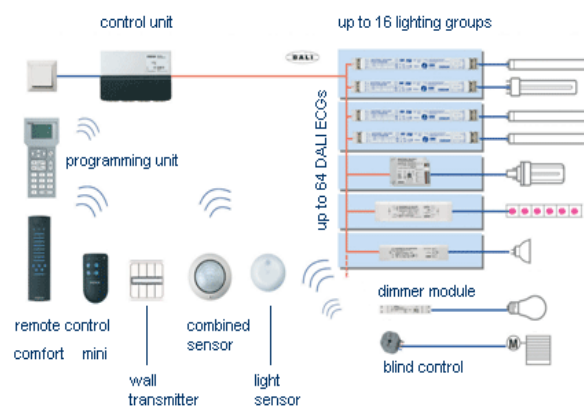 control unit
up to 16 lighting groups
DALI
up to 64 DALI ECGs
programming unit
remote control
comfort
mini
wall
transmitter
combined
sensor
light
sensor
dimmer module
blind control
M